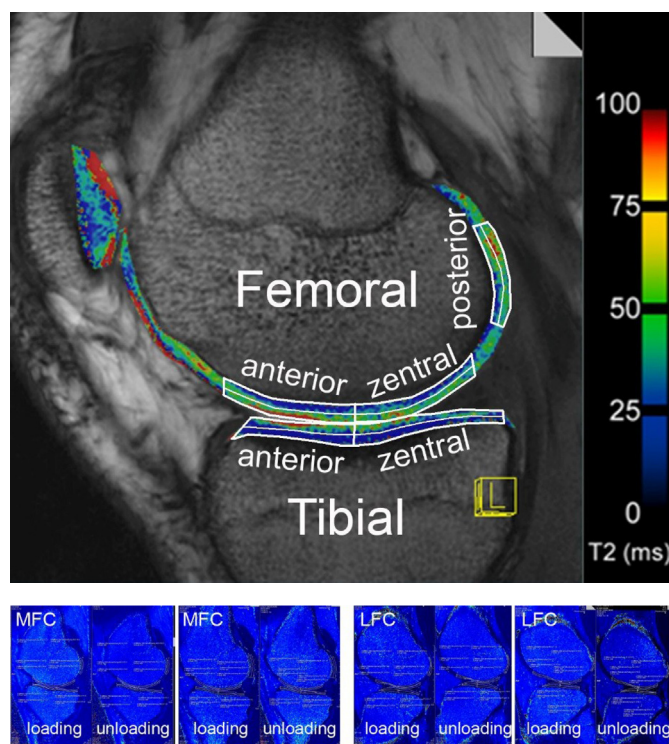 100
75
50
25
0
T2 (ms)
posterior
Femoral
anterior zentral
anterior zentral
L
Tibial
MFC MFC LFC LFC
loading unloading loading unloading loading unloading loading unloading